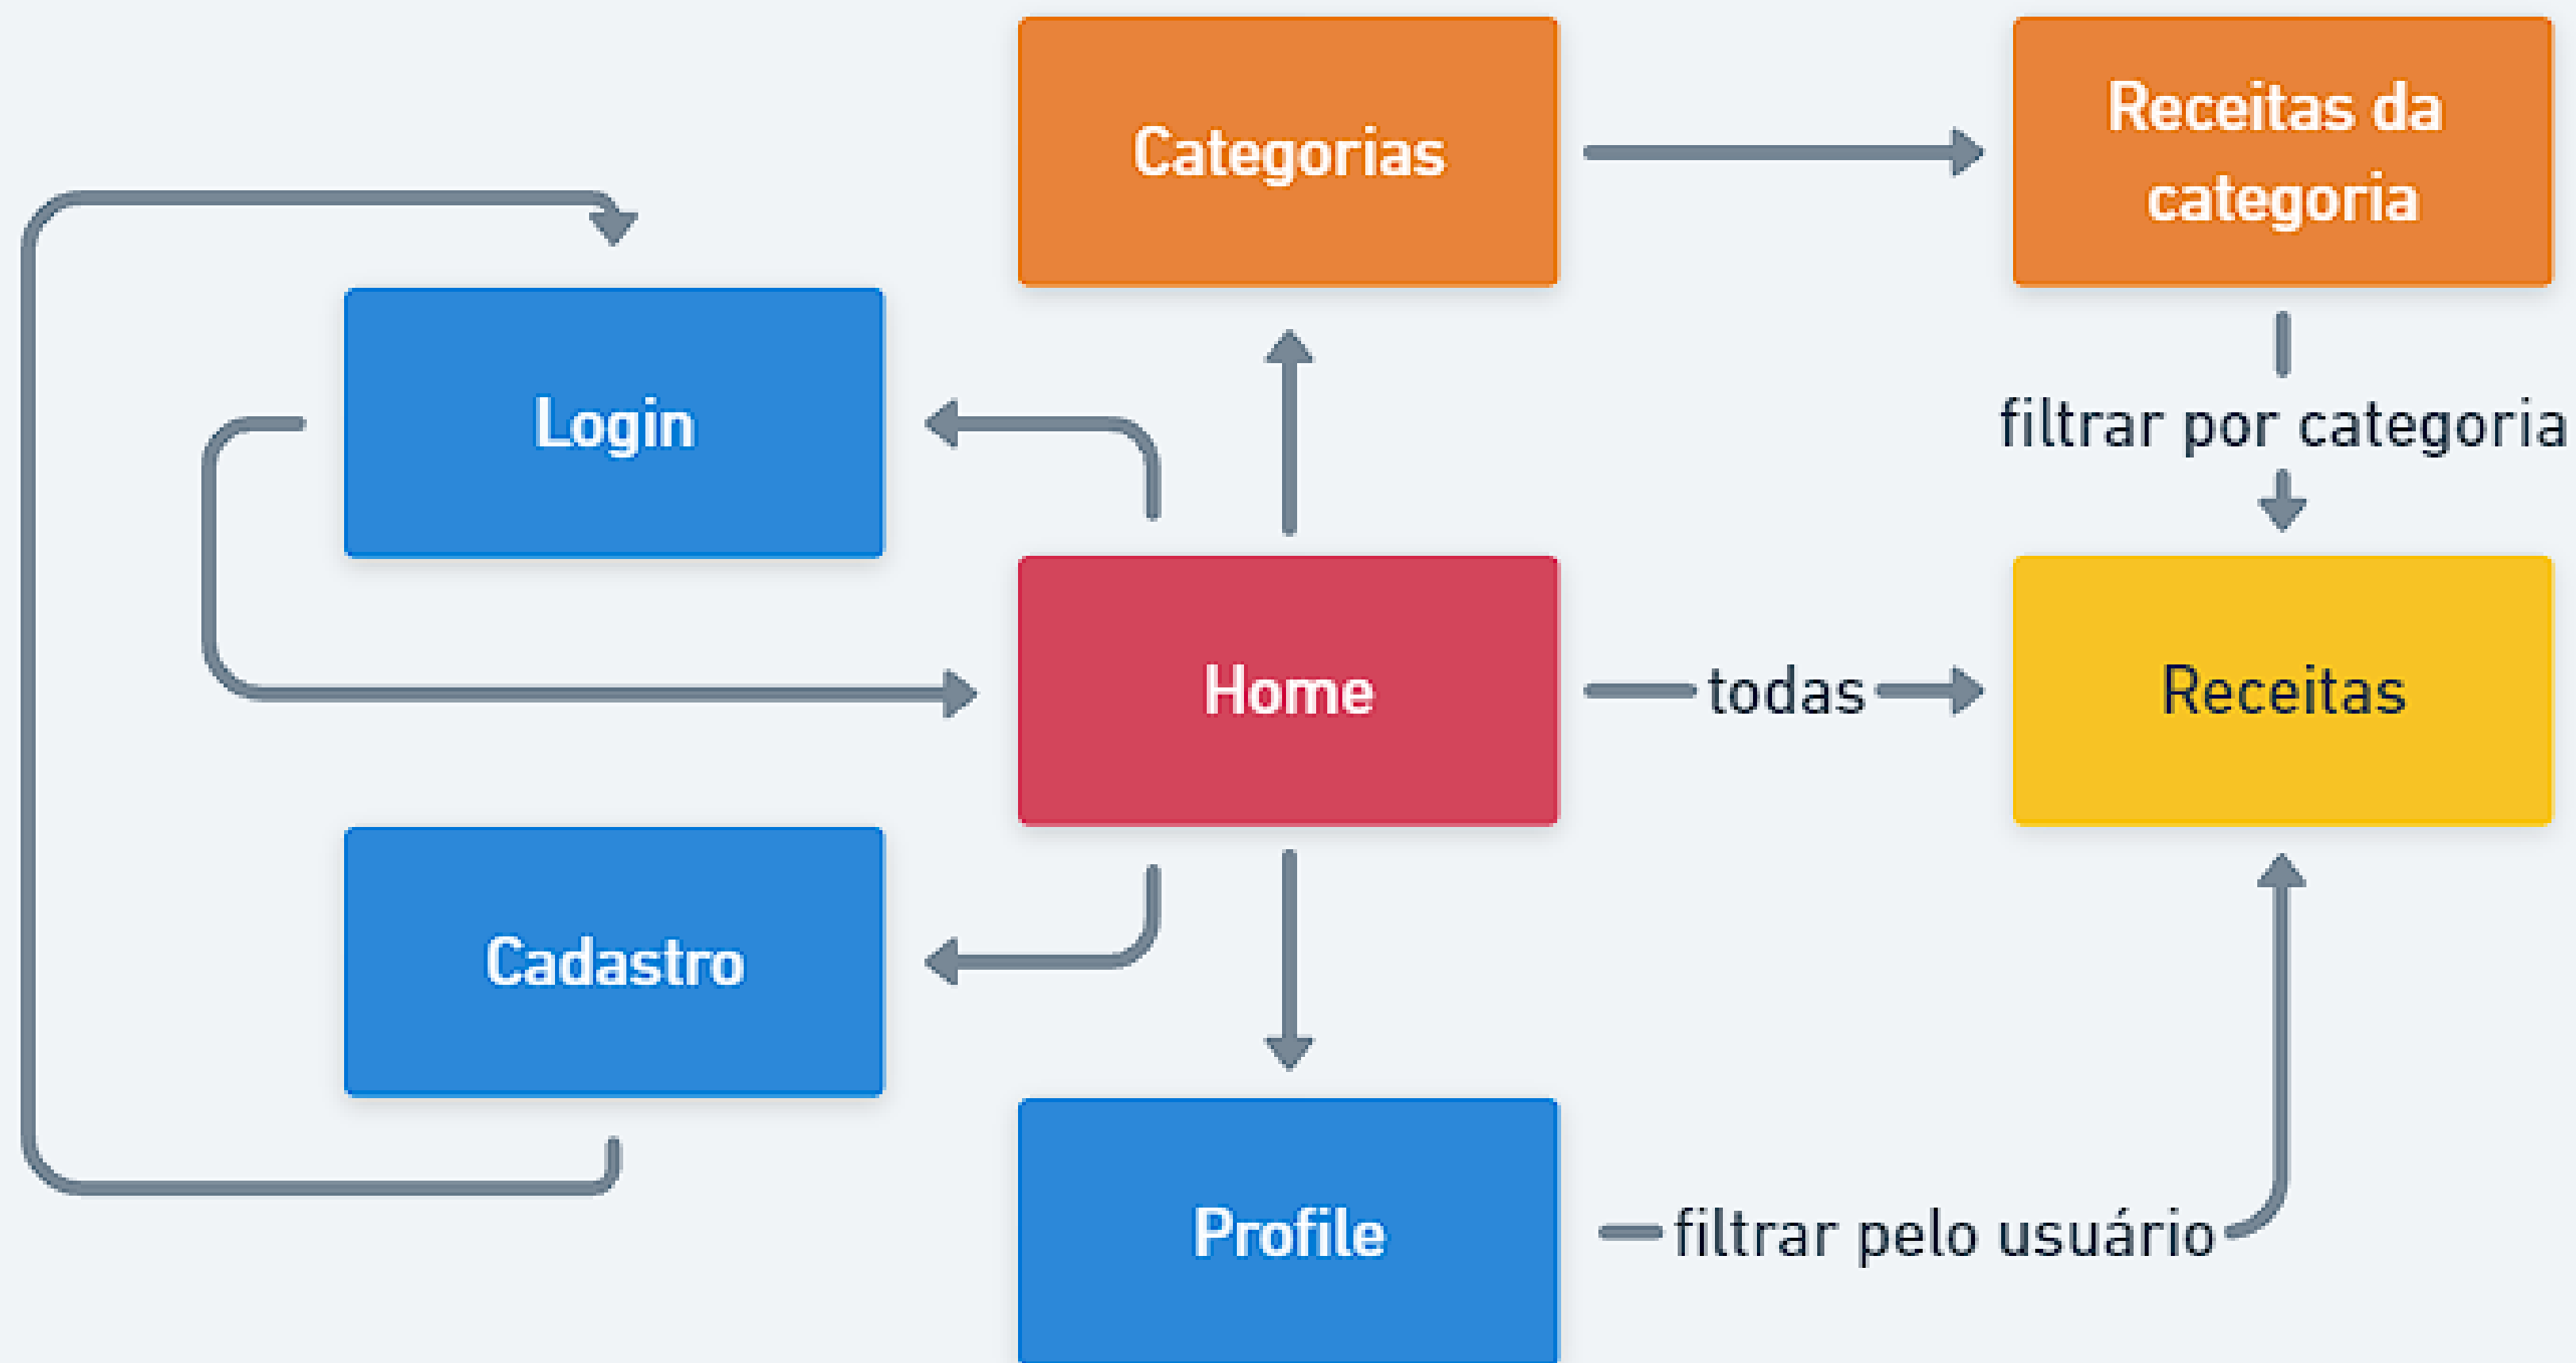 Categorias
Receitas da
categoria
Login
filtrar por categoria
Home
todas
Receitas
Cadastro
Profile
filtrar pelo usuário